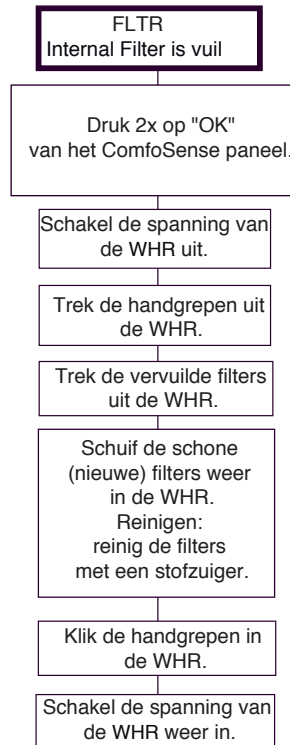 FLTR
Internal Filter is vuil
Druk 2x op "OK"
van het ComfoSense paneel.
Schakel de spanning van
de WHR uit.
Trek de handgrepen uit
de WHR.
Trek de vervuilde filters
uit de WHR.
Schuif de schone
(nieuwe) filters weer
in de WHR.
Reinigen:
reinig de filters
met een stofzuiger.
Klik de handgrepen in
de WHR.
Schakel de spanning van
de WHR weer in.